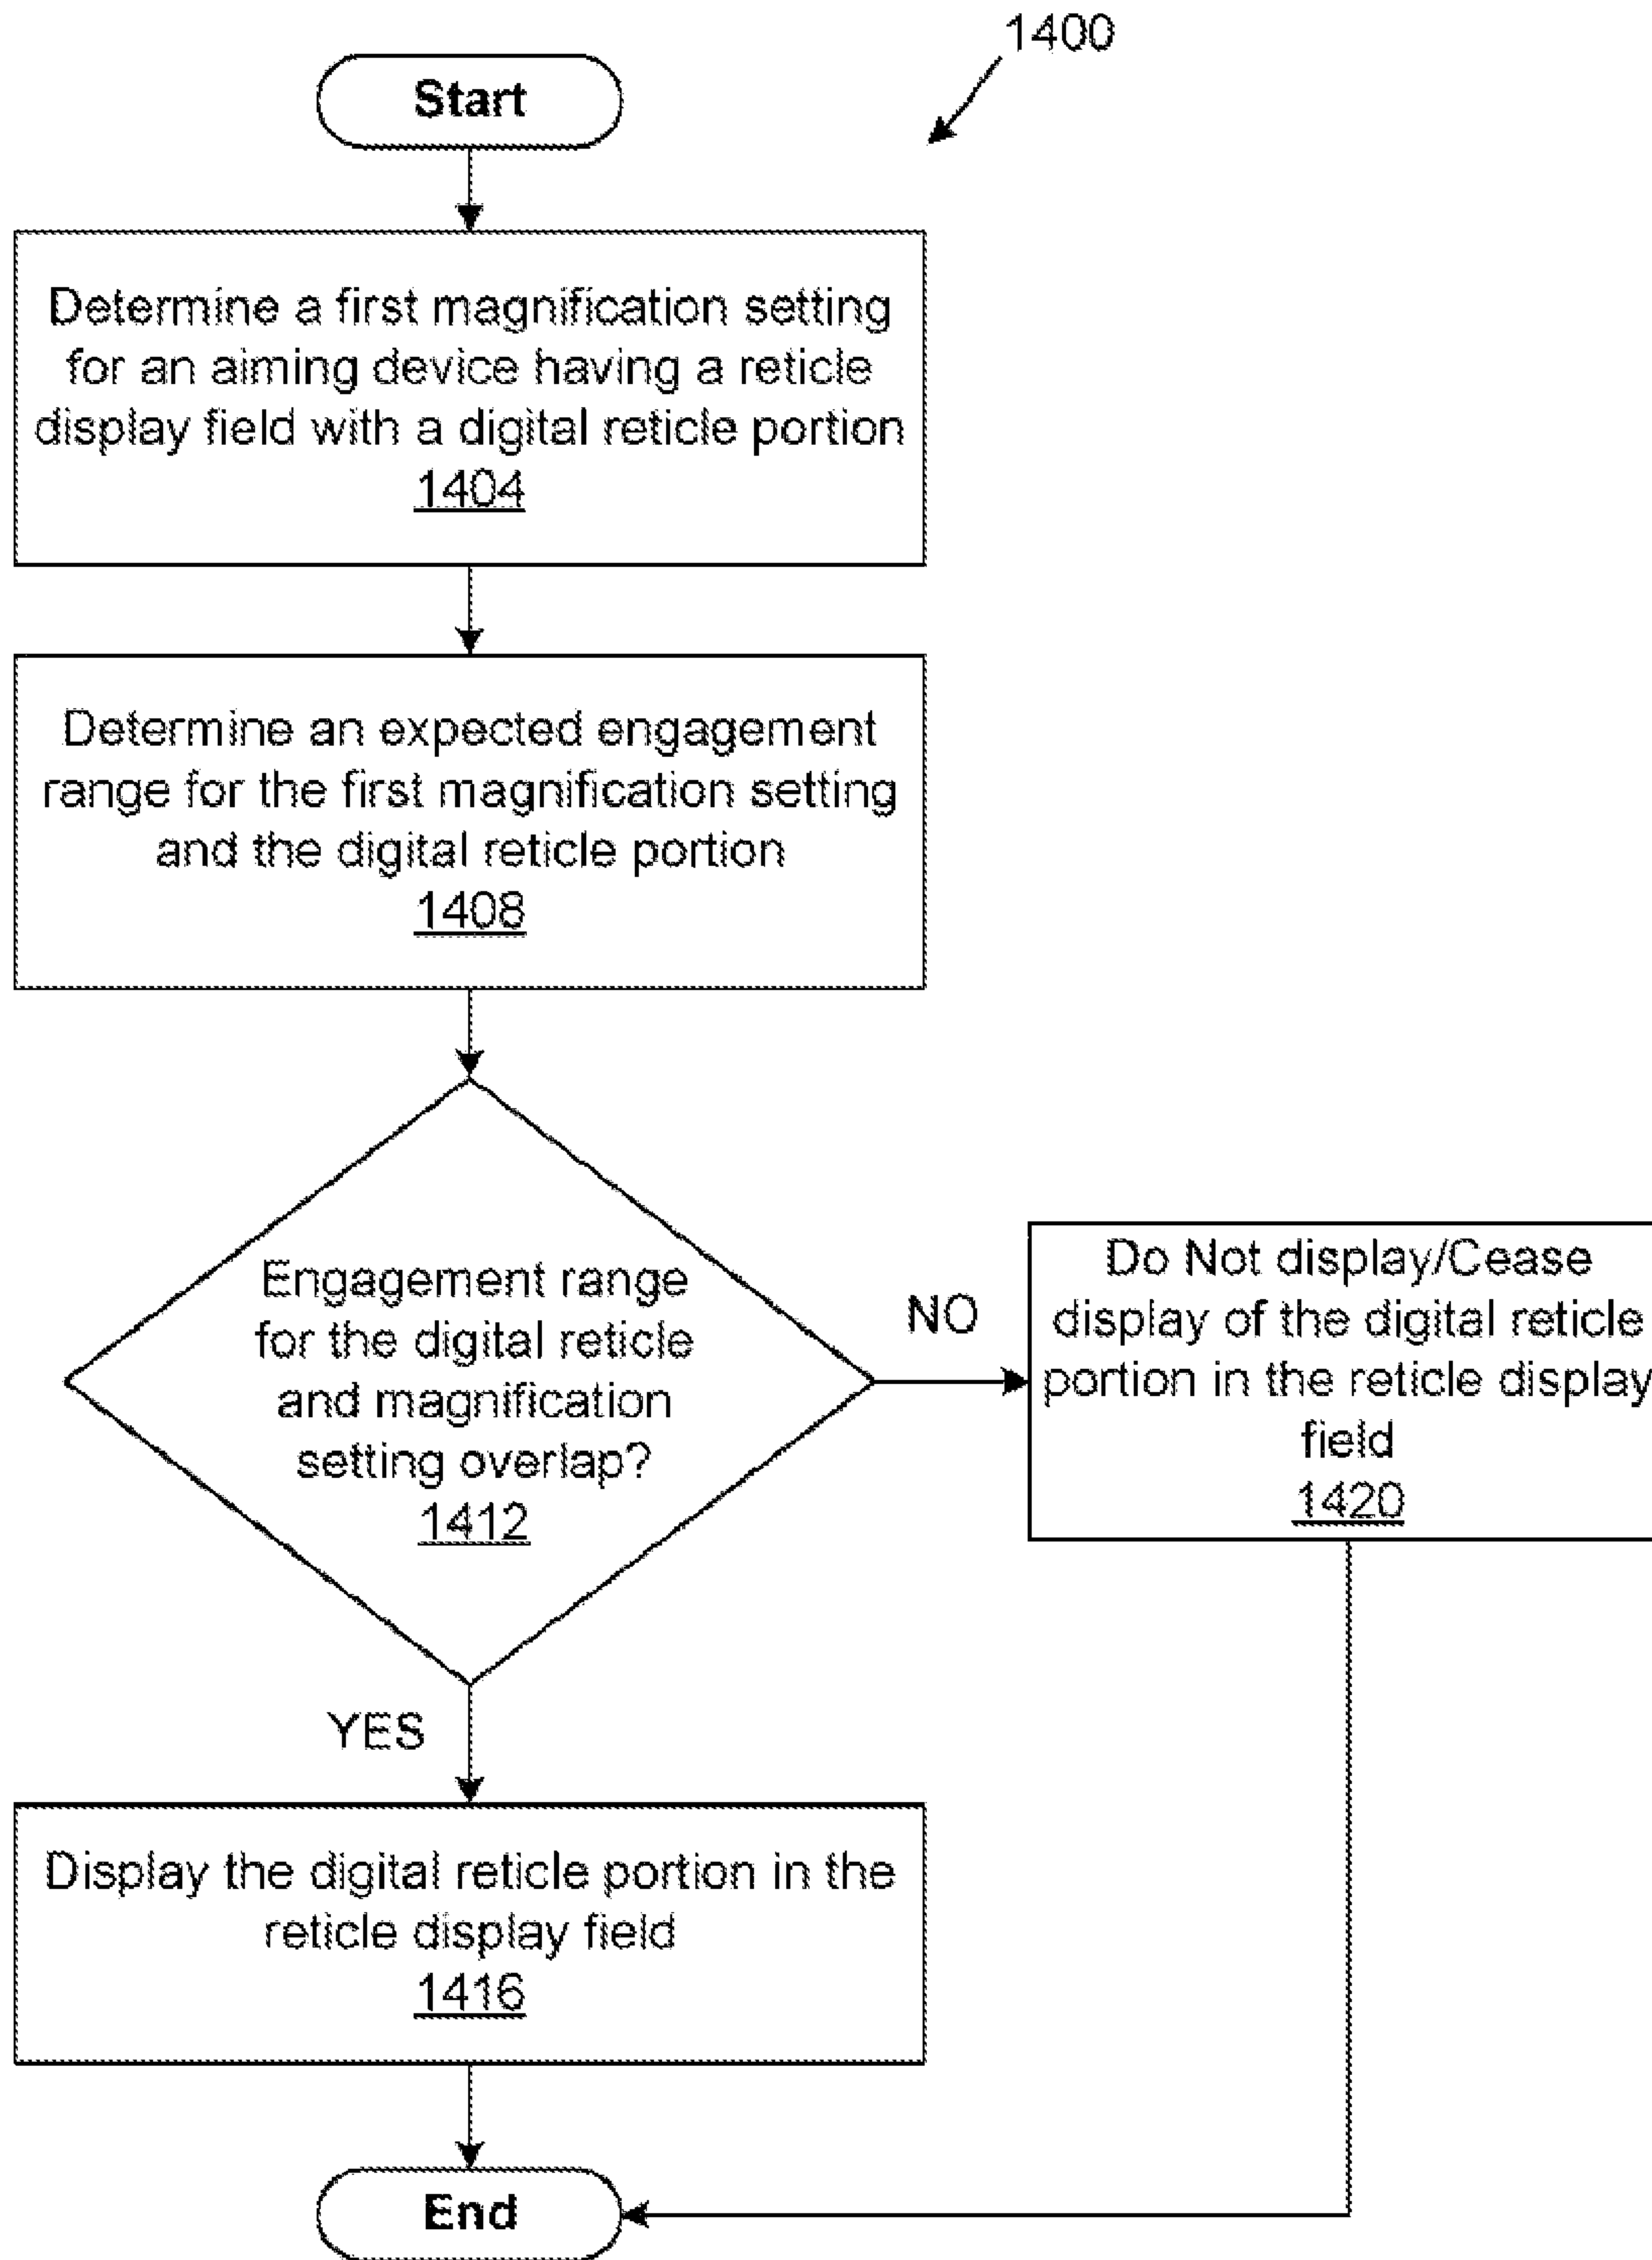 1400
Start
Determine a first magnification setting
for an aiming device having a reticle
display field with a digital reticle portion
1404
Determine an expected engagement
range for the first magnification setting
and the digital reticle portion
1408
Engagement range
for the digital reticle
and magnification
setting overlap?
1412
NO
Do Not display/Cease
display of the digital reticle
portion in the reticle display
field
1420
YES
Display the digital reticle portion in the
reticle display field
1416
End